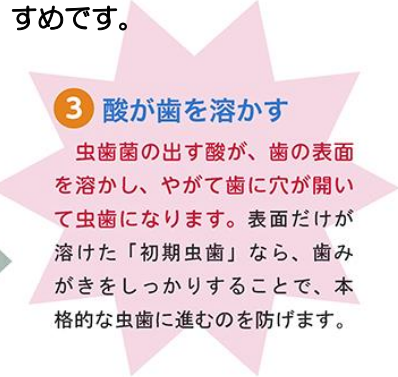 すめです。
3 酸が歯を溶かす
虫歯菌の出す酸が、歯の表面
を溶かし、やがて歯に穴が開い
て虫歯になります。表面だけが
溶けた「初期虫歯」なら、歯み
がきをしっかりすることで、本
格的な虫歯に進むのを防げます。